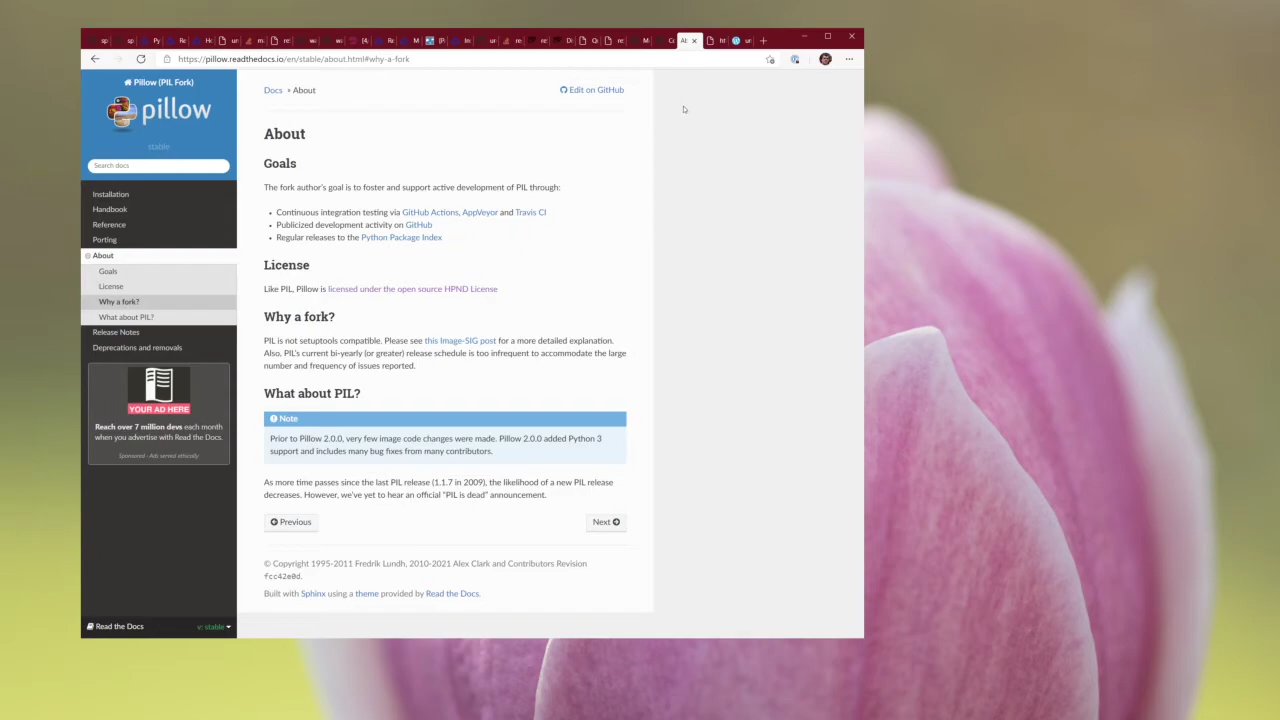 https://pillow.readthedocs.io/en/stable/about.html#why-a-fork
Pillow (PIL Fork)
pillow
stable
Search docs
Installation
Handbook
Reference
Porting
About
Goals
License
Why a fork?
What about PIL?
Release Notes
Deprecations and removals
YOUR AD HERE
Reach over 7 million devs each month
when you advertise with Read the Docs.
Sponsored · Ads served ethically
Read the Docs
v: stable
Docs » About
Edit on GitHub
About
Goals
The fork author's goal is to foster and support active development of PIL through:
• Continuous integration testing via GitHub Actions, AppVeyor and Travis CI
• Publicized development activity on GitHub
• Regular releases to the Python Package Index
License
Like PIL, Pillow is licensed under the open source HPND License
Why a fork?
PIL is not setuptools compatible. Please see this Image-SIG post for a more detailed explanation.
Also, PIL's current bi-yearly (or greater) release schedule is too infrequent to accommodate the large
number and frequency of issues reported.
What about PIL?
Note
Prior to Pillow 2.0.0, very few image code changes were made. Pillow 2.0.0 added Python 3
support and includes many bug fixes from many contributors.
As more time passes since the last PIL release (1.1.7 in 2009), the likelihood of a new PIL release
decreases. However, we've yet to hear an official "PIL is dead" announcement.
Previous
Next
© Copyright 1995-2011 Fredrik Lundh, 2010-2021 Alex Clark and Contributors Revision
fcc42e0d.
Built with Sphinx using a theme provided by Read the Docs.